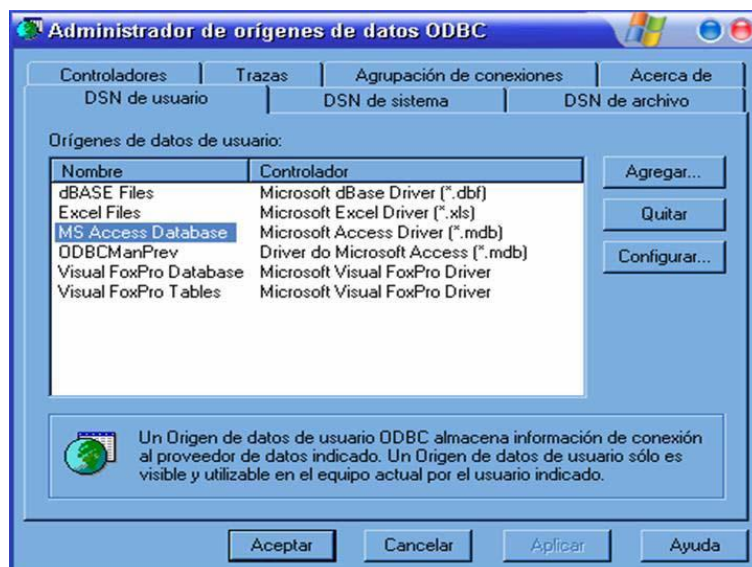 Administrador de orígenes de datos ODBC
Controladores Trazas Agrupación de conexiones Acerca de
DSN de usuario DSN de sistema DSN de archivo
Orígenes de datos de usuario:
Nombre Controlador
dBASE Files Microsoft dBase Driver (*.dbf)
Excel Files Microsoft Excel Driver (*.xls)
MS Access Database Microsoft Access Driver (*.mdb)
ODBCManPrev Driver do Microsoft Access (*.mdb)
Visual FoxPro Database Microsoft Visual FoxPro Driver
Visual FoxPro Tables Microsoft Visual FoxPro Driver
Agregar...
Quitar
Configurar...
Un Origen de datos de usuario ODBC almacena información de conexión
al proveedor de datos indicado. Un Origen de datos de usuario sólo es
visible y utilizable en el equipo actual por el usuario indicado.
Aceptar Cancelar Aplicar Ayuda